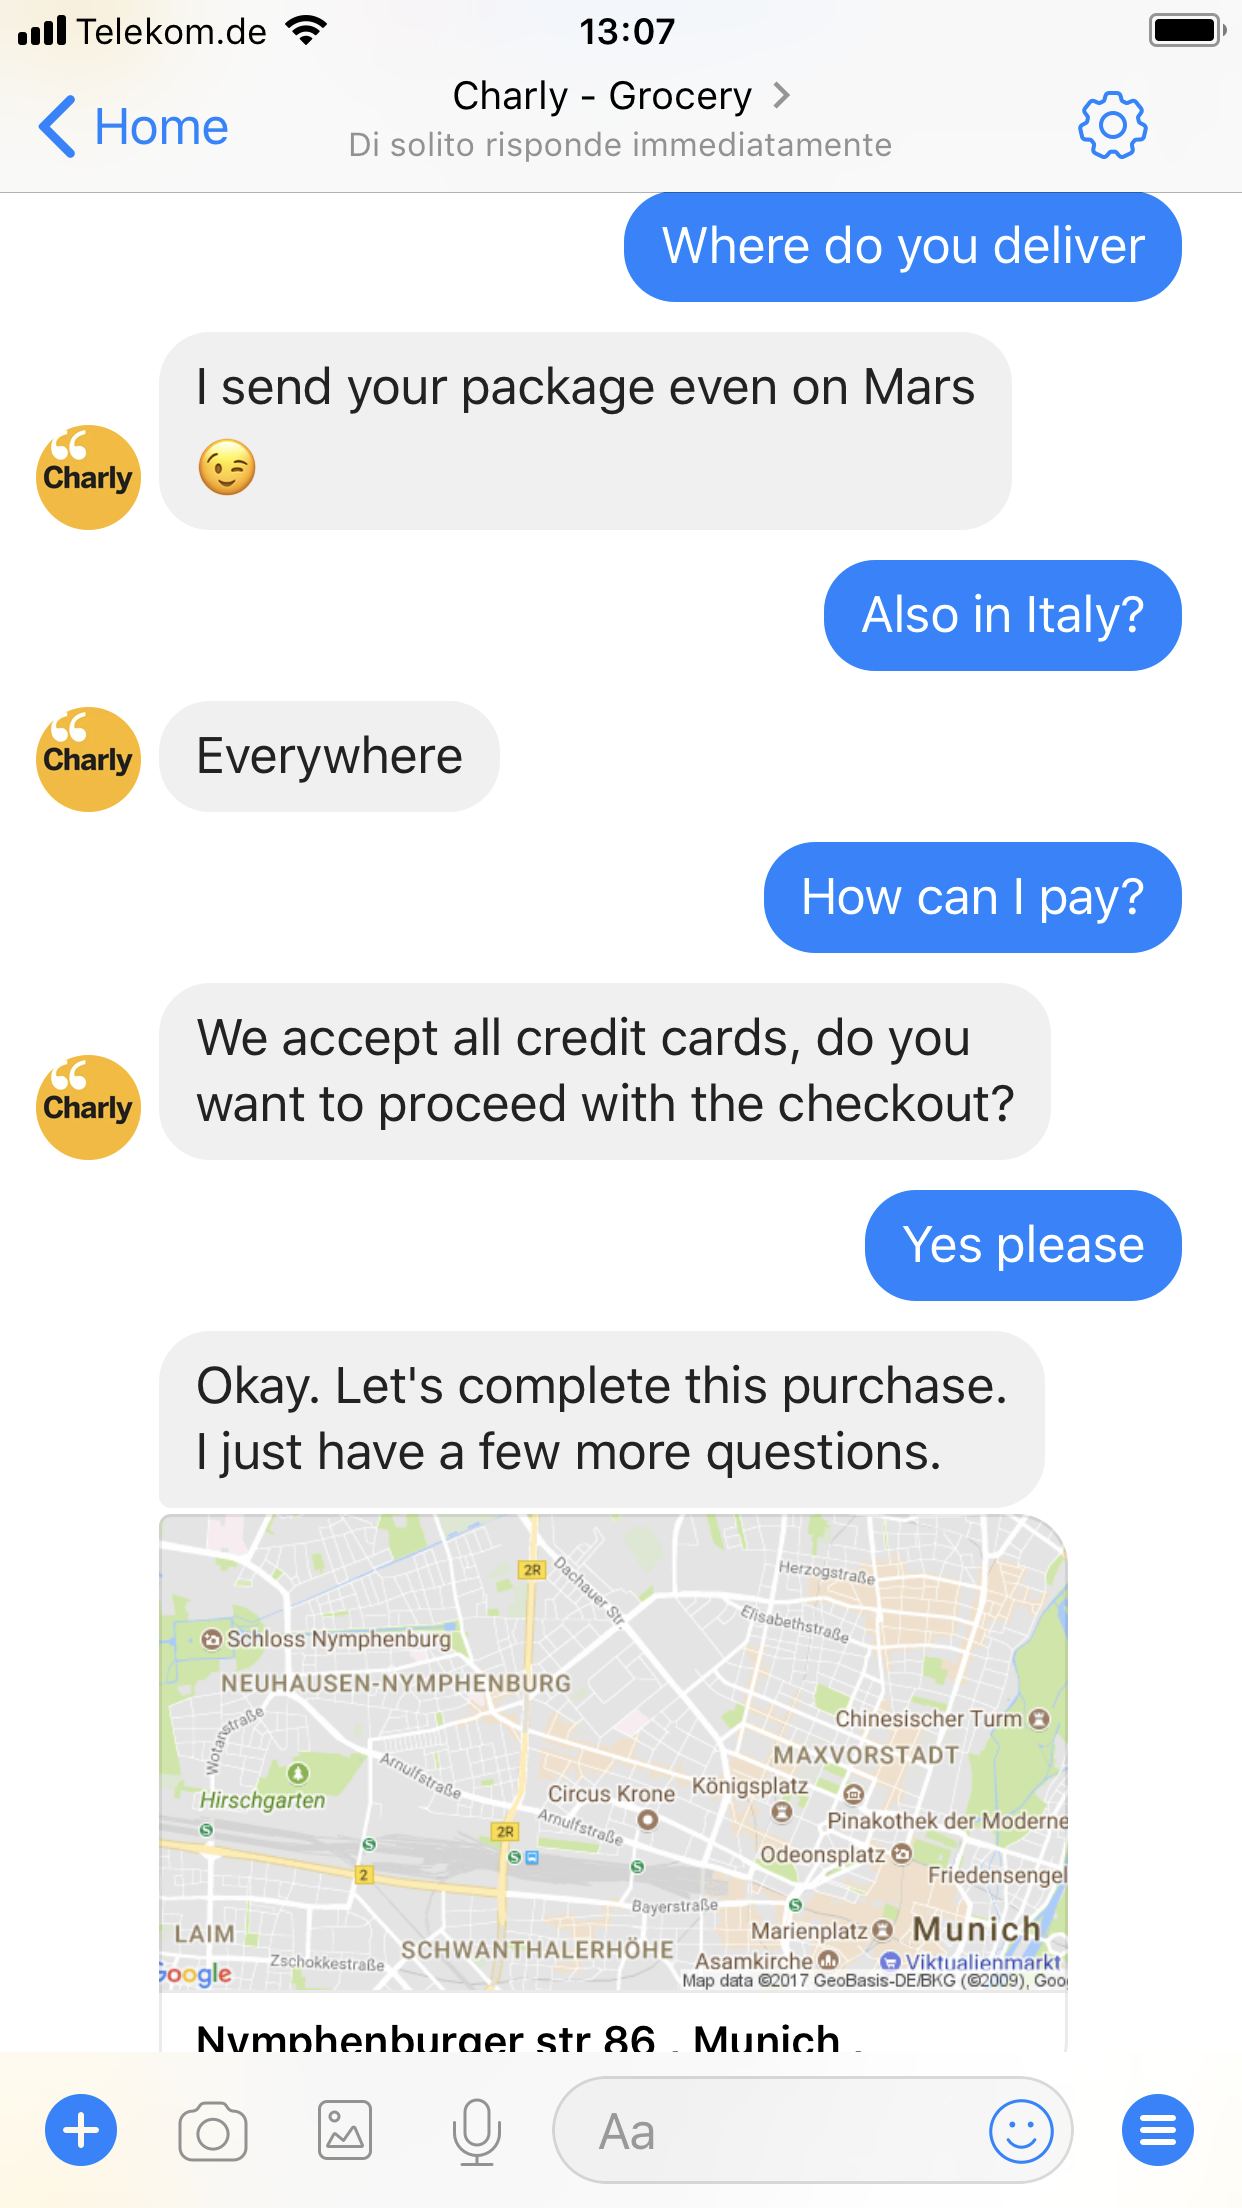 Telekom.de
13:07
Home
Charly - Grocery
Di solito risponde immediatamente
Where do you deliver
I send your package even on Mars
Charly
Also in Italy?
Charly
Everywhere
How can I pay?
We accept all credit cards, do you
want to proceed with the checkout?
Charly
Yes please
Okay. Let's complete this purchase.
I just have a few more questions.
2R
Dachauer Str.
Herzogstraße
Elisabethstraße
Schloss Nymphenburg
NEUHAUSEN-NYMPHENBURG
Wotanstraße
Chinesischer Turm
MAXVORSTADT
Arnulfstraße
Circus Krone
Königsplatz
Hirschgarten
Arnulfstraße
Pinakothek der Moderne
S
2R
S
S
S
Odeonsplatz
2
Friedensengel
Bayerstraße
S
LAIM
Marienplatz
Munich
SCHWANTHALERHÖHE
Zschokkestraße
Asamkirche
Viktualienmarkt
Google
Map data ©2017 GeoBasis-DE/BKG (©2009), Goo
Nymphenburger str 86 , Munich ,
Aa